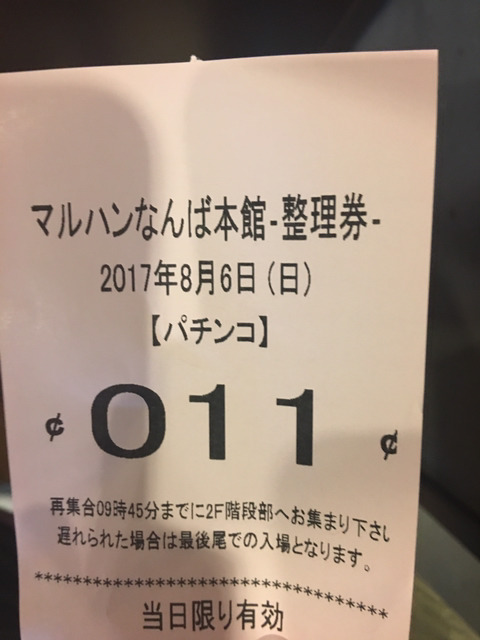 マルハンなんば本館-整理券-
2017年8月6日(日)
【パチンコ】
¢ 011 ¢
再集合09時45分までに2F階段部へお集まり下さい
遅れられた場合は最後尾での入場となります。
************************************
当日限り有効